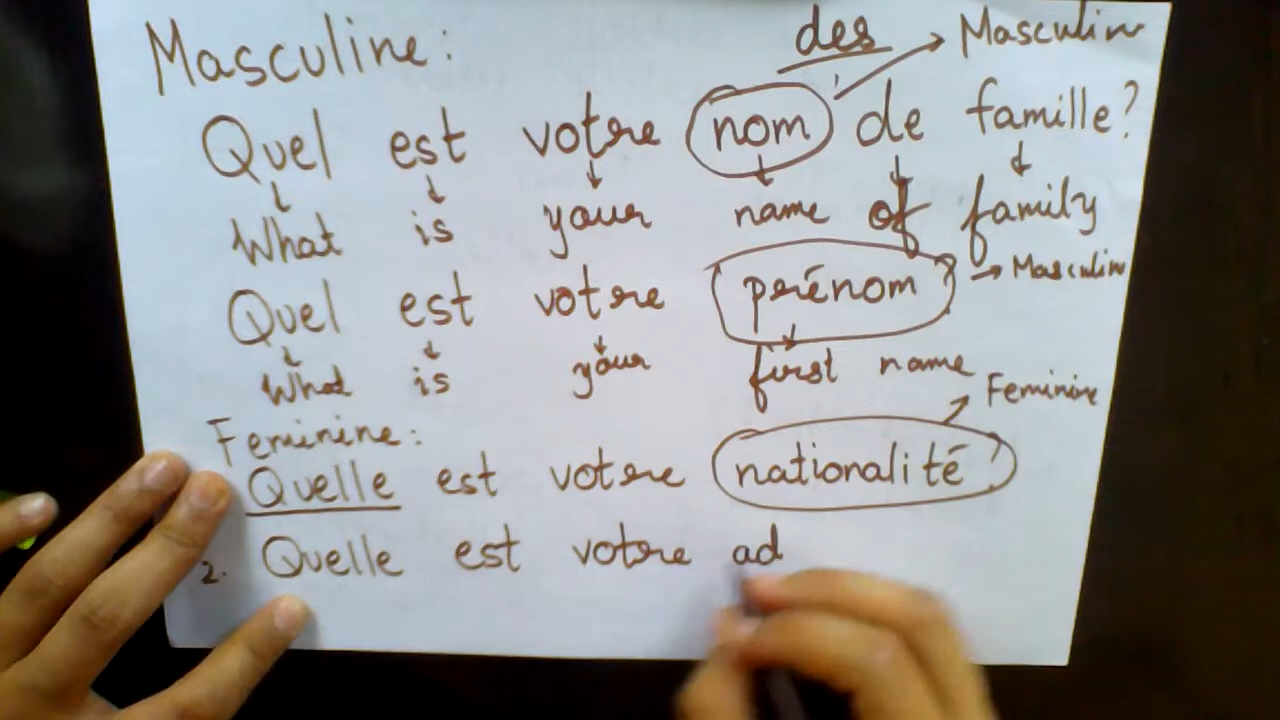 Masculine: des Masculin
Quel est votre nom de famille?
What is your name of family
Quel est votre prénom Masculin
What is your first name
Feminine: Feminine
Quelle est votre nationalité
2. Quelle est votre ad